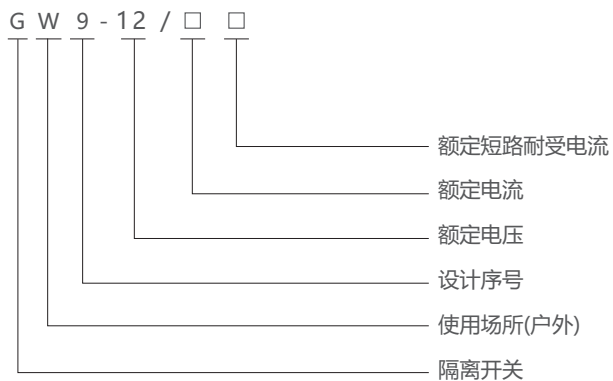 G W 9 - 12 / □ □
额定短路耐受电流
额定电流
额定电压
设计序号
使用场所(户外)
隔离开关